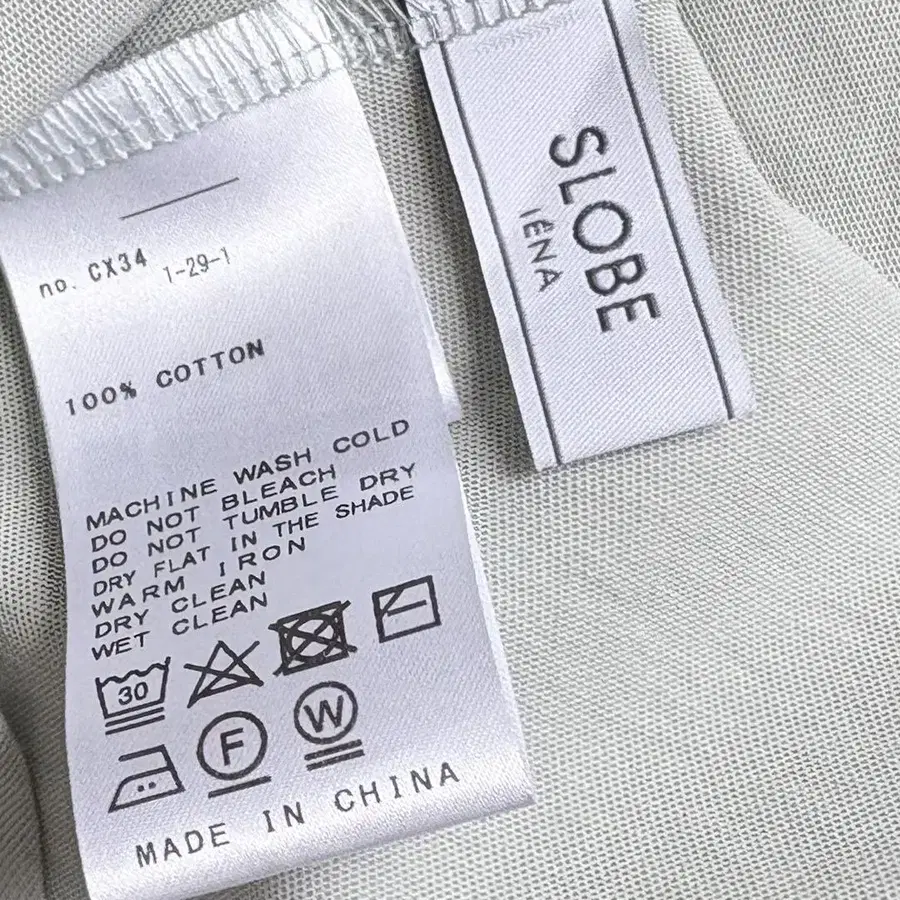 no. CX34 1-29-1
100% COTTON
MACHINE WASH COLD
DO NOT BLEACH
DO NOT TUMBLE DRY
DRY FLAT IN THE SHADE
WARM IRON
DRY CLEAN
WET CLEAN
30
F
W
MADE IN CHINA
SLOBE
IÉNA